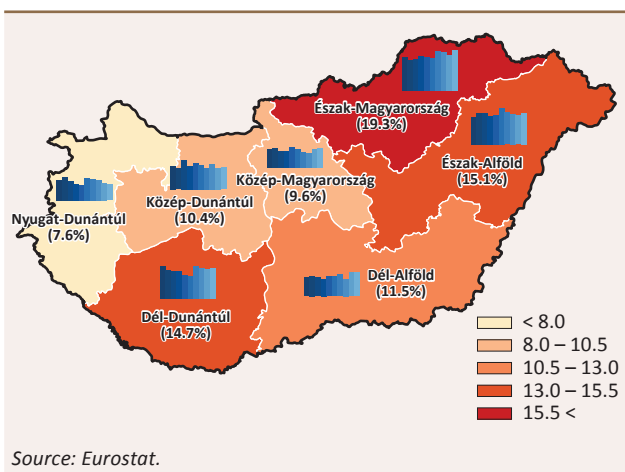 Észak-Magyarország
(19.3%)
Észak-Alföld
(15.1%)
Közép-Magyarország
(9.6%)
Közép-Dunántúl
(10.4%)
Nyugat-Dunántúl
(7.6%)
Dél-Alföld
(11.5%)
Dél-Dunántúl
(14.7%)
< 8.0
8.0 – 10.5
10.5 – 13.0
13.0 – 15.5
15.5 <
Source: Eurostat.